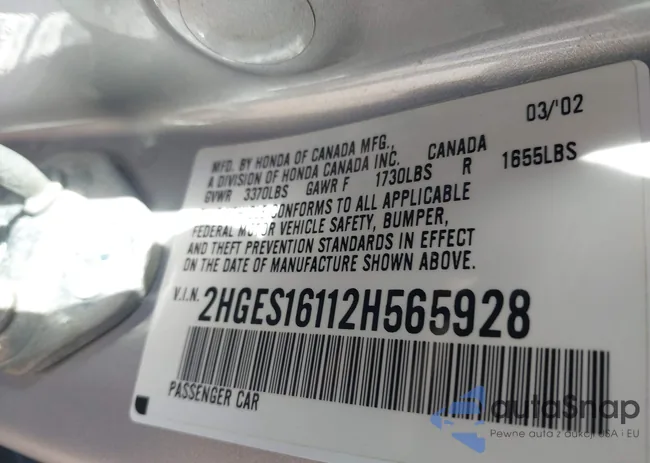 03/'02
MFD. BY HONDA OF CANADA MFG.,
A DIVISION OF HONDA CANADA INC. CANADA
GVWR 3370LBS GAWR F 1730LBS R 1655LBS
CONFORMS TO ALL APPLICABLE
FEDERAL MOTOR VEHICLE SAFETY, BUMPER,
AND THEFT PREVENTION STANDARDS IN EFFECT
ON THE DATE OF MANUFACTURE SHOWN ABOVE.
V.I.N. 2HGES16112H565928
PASSENGER CAR
autoSnap
Pewne auta z aukcji USA i EU